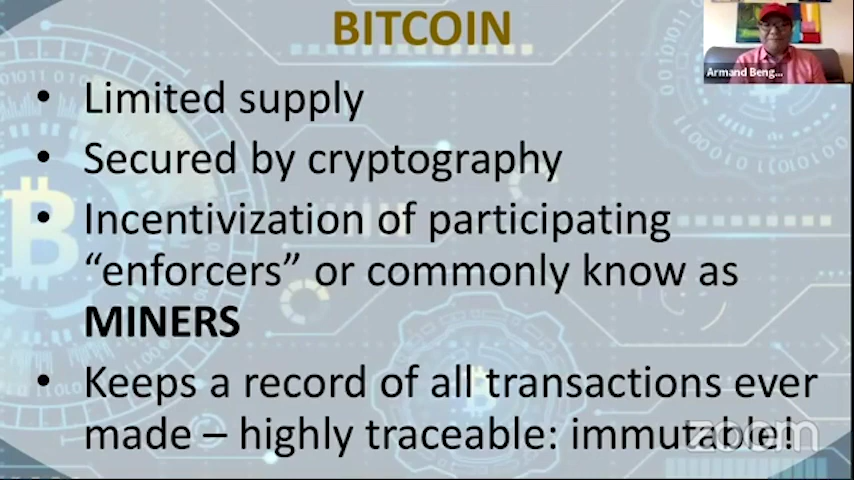 BITCOIN
Armand Beng...
• Limited supply
• Secured by cryptography
• Incentivization of participating
“enforcers” or commonly know as
MINERS
• Keeps a record of all transactions ever
made – highly traceable: immutable!
zoom